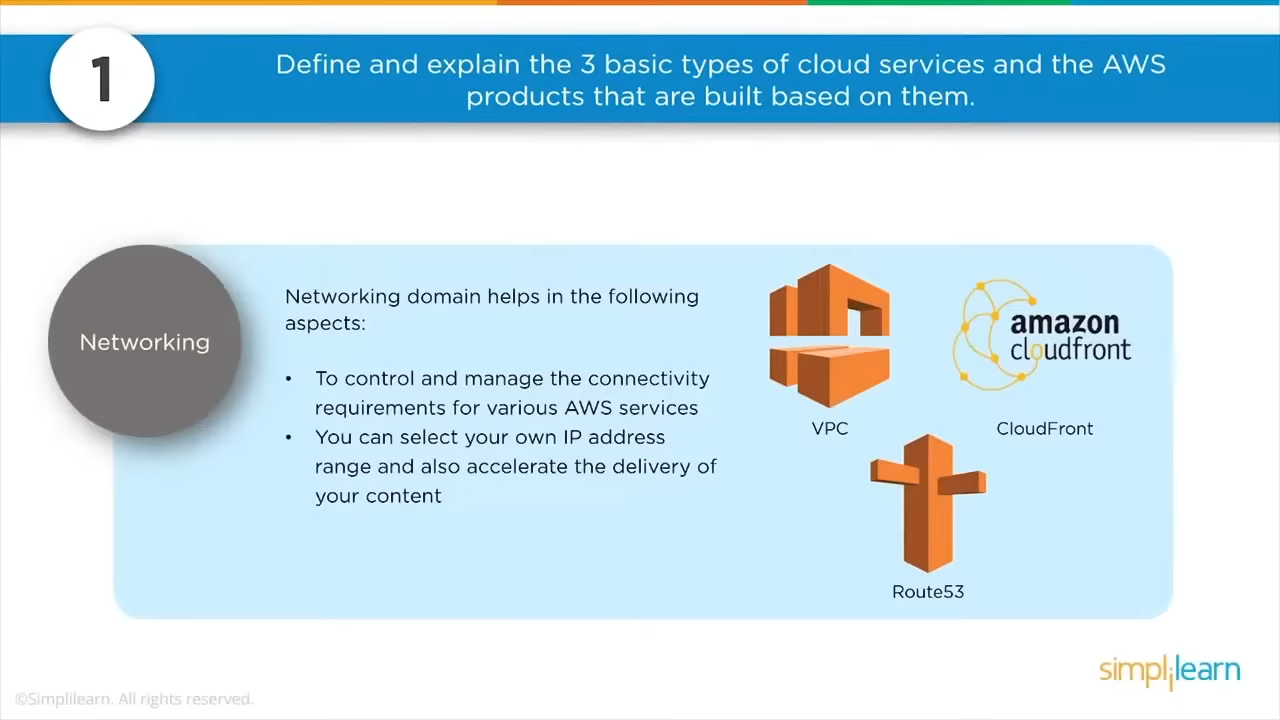 1
Define and explain the 3 basic types of cloud services and the AWS
products that are built based on them.
Networking
Networking domain helps in the following
aspects:
• To control and manage the connectivity
requirements for various AWS services
• You can select your own IP address
range and also accelerate the delivery of
your content
VPC
amazon
cloudfront
CloudFront
Route53
simplilearn
©Simplilearn. All rights reserved.